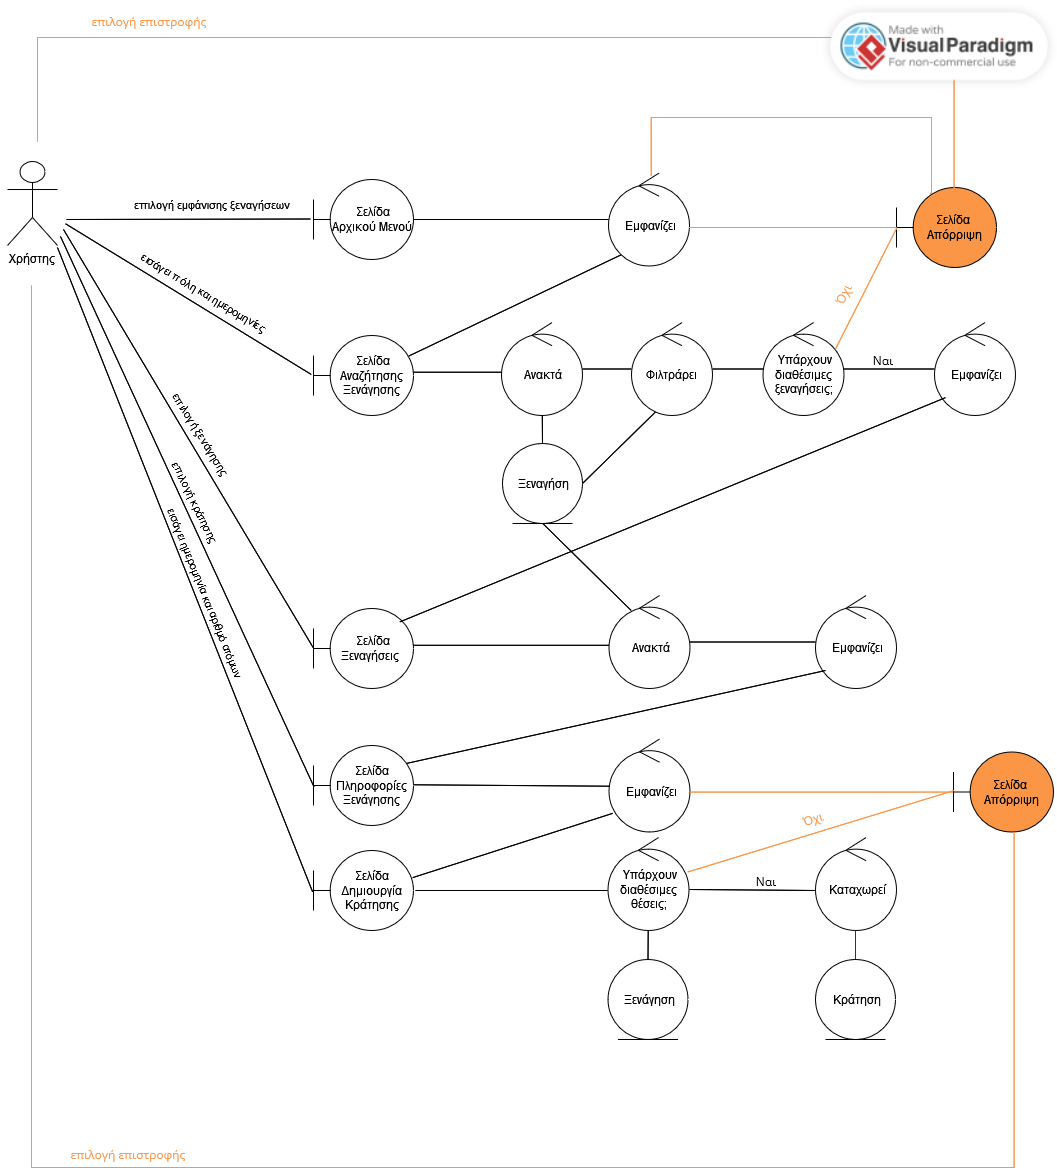 επιλογή επιστροφής
Made with
Visual Paradigm
For non-commercial use
Χρήστης
επιλογή εμφάνισης ξεναγήσεων
Σελίδα
Αρχικού Μενού
Εμφανίζει
Σελίδα
Απόρριψη
εισάγει πόλη και ημερομηνίες
Όχι
Σελίδα
Αναζήτησης
Ξενάγησης
Ανακτά
Φιλτράρει
Υπάρχουν
διαθέσιμες
ξεναγήσεις;
Ναι
Εμφανίζει
επιλογή ξενάγησης
Ξεναγήση
επιλογή κράτησης
εισάγει ημερομηνία και αριθμό ατόμων
Σελίδα
Ξεναγήσεις
Ανακτά
Εμφανίζει
Σελίδα
Πληροφορίες
Ξενάγησης
Εμφανίζει
Σελίδα
Απόρριψη
Όχι
Σελίδα
Δημιουργία
Κράτησης
Υπάρχουν
διαθέσιμες
θέσεις;
Ναι
Καταχωρεί
Ξενάγηση
Κράτηση
επιλογή επιστροφής